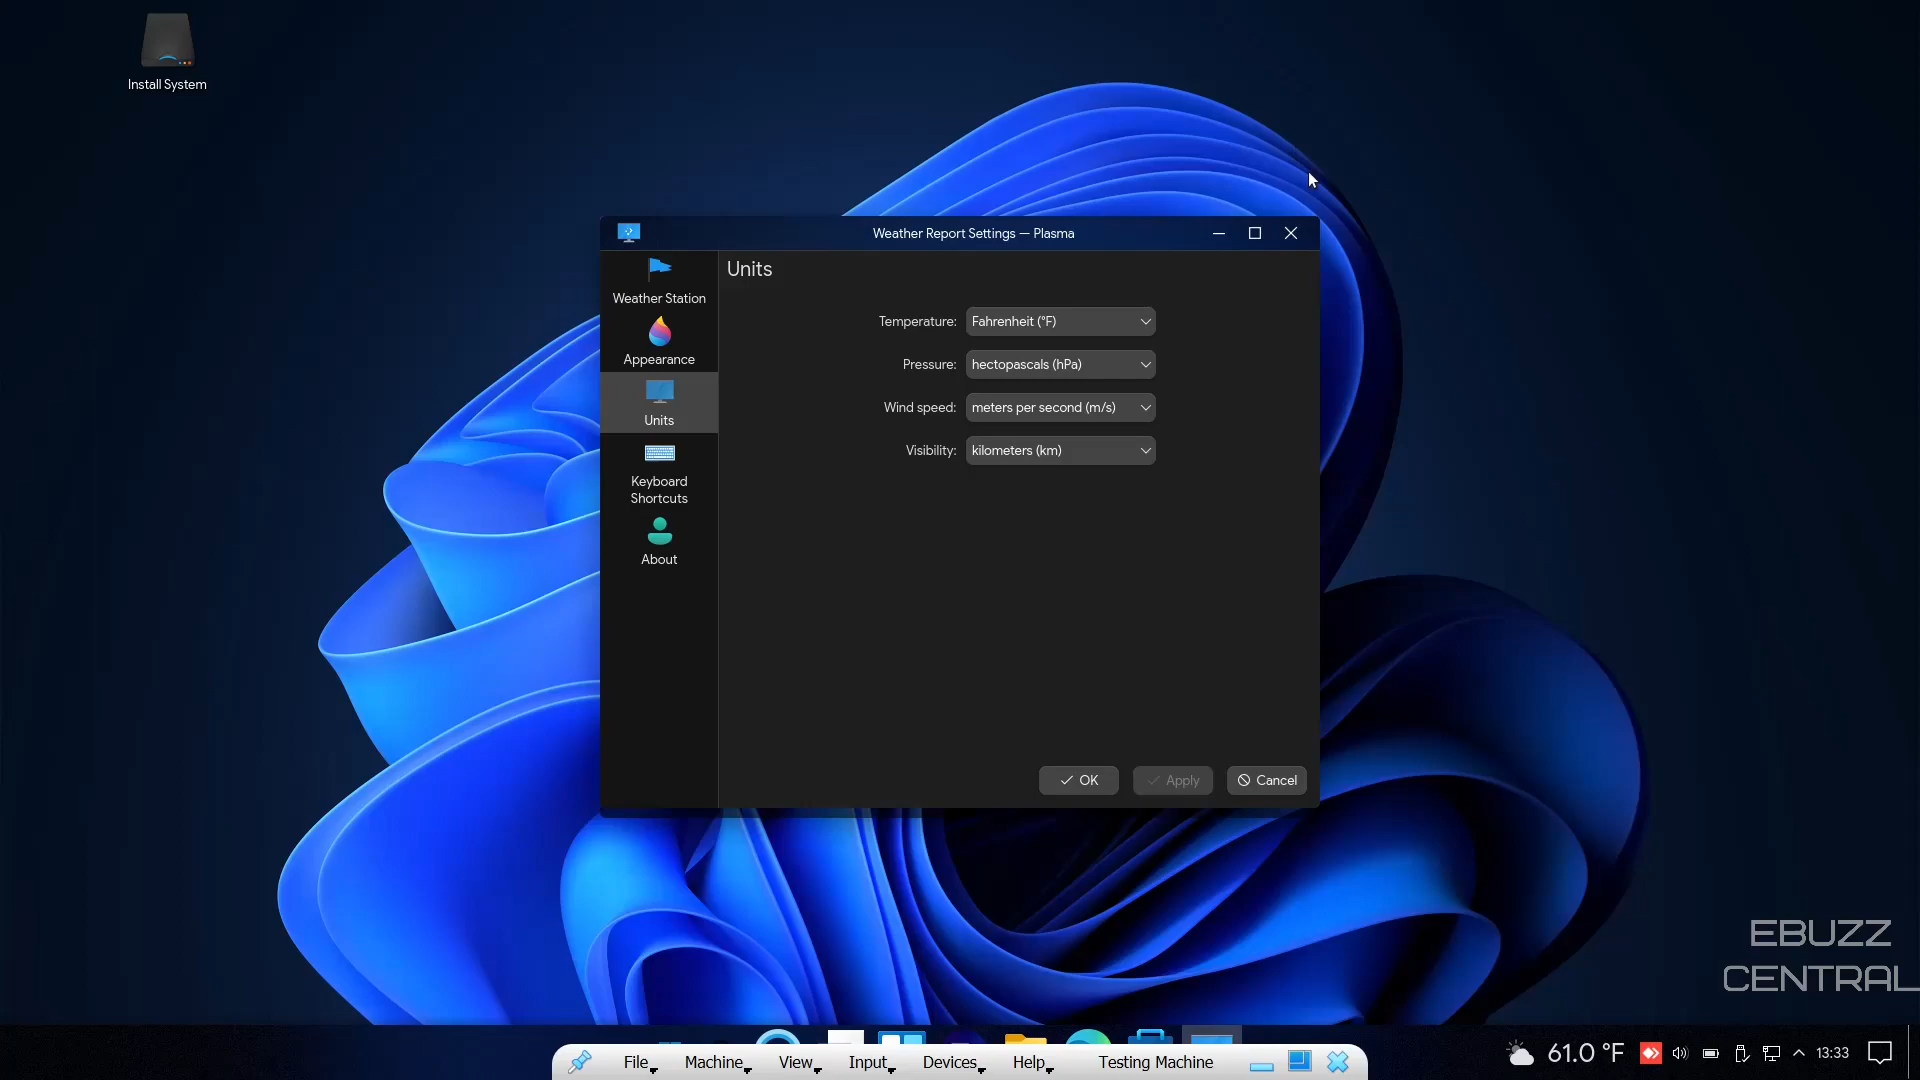 Install System
Weather Report Settings — Plasma
Weather Station
Appearance
Units
Keyboard
Shortcuts
About
Units
Temperature: Fahrenheit (°F)
Pressure: hectopascals (hPa)
Wind speed: meters per second (m/s)
Visibility: kilometers (km)
OK Apply Cancel
EBUZZ
CENTRAL
File Machine View Input Devices Help Testing Machine
61.0 °F 13:33